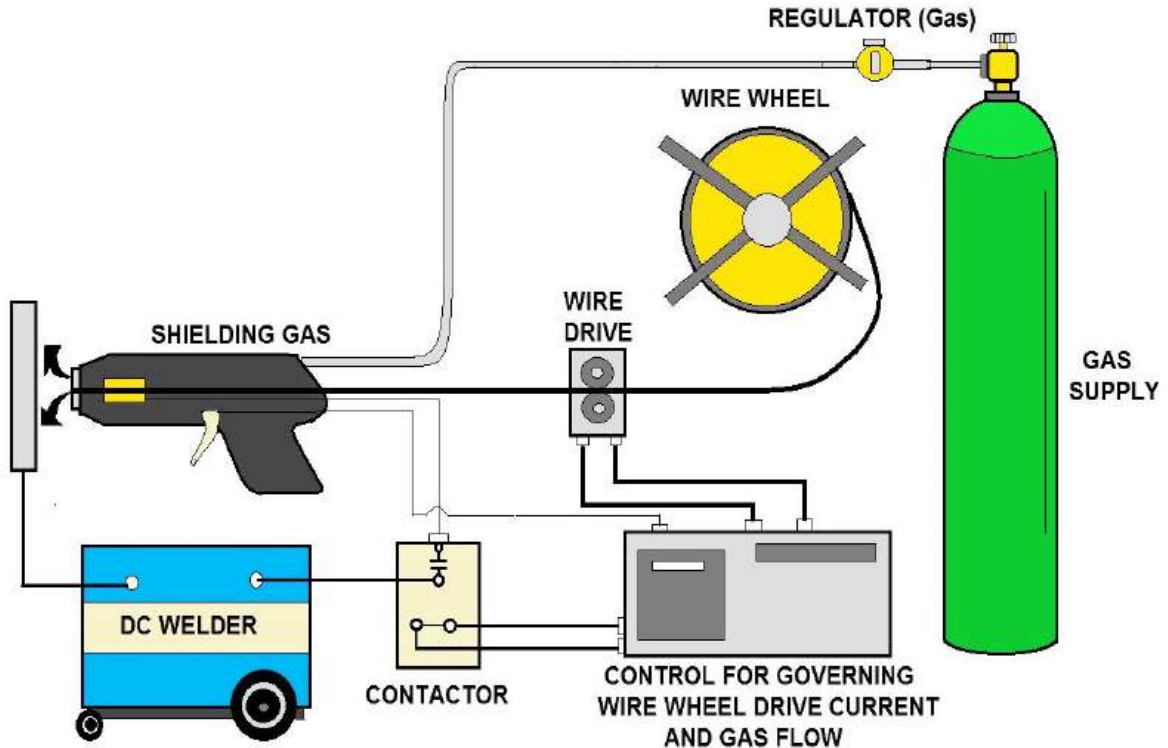 REGULATOR (Gas)
WIRE WHEEL
WIRE
DRIVE
SHIELDING GAS
GAS
SUPPLY
DC WELDER
CONTACTOR
CONTROL FOR GOVERNING
WIRE WHEEL DRIVE CURRENT
AND GAS FLOW